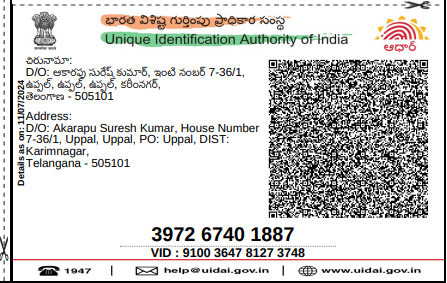 భారత విశిష్ట గుర్తింపు ప్రాధికార సంస్థ
Unique Identification Authority of India
ఆధార్
చిరునామా:
D/O: ఆకారపు సురేష్ కుమార్, ఇంటి నంబర్ 7-36/1,
ఉప్పల్, ఉప్పల్, ఉప్పల్, కరీంనగర్,
తెలంగాణ - 505101
Address:
D/O: Akarapu Suresh Kumar, House Number
7-36/1, Uppal, Uppal, PO: Uppal, DIST:
Karimnagar,
Telangana - 505101
Details as on: 11/07/2024
3972 6740 1887
VID : 9100 3647 8127 3748
1947 | help@uidai.gov.in | www.uidai.gov.in